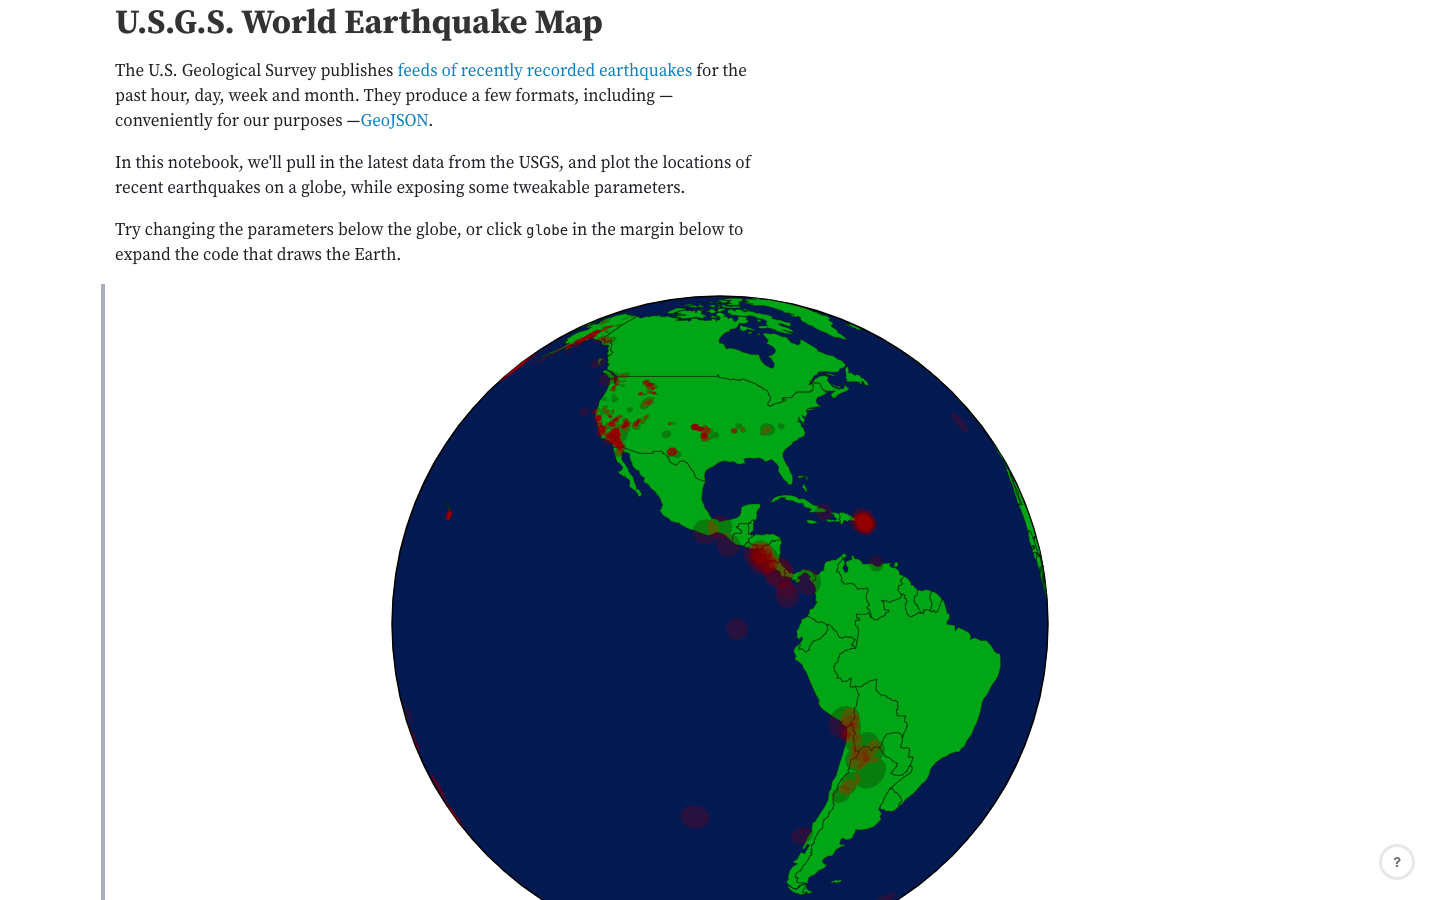 U.S.G.S. World Earthquake Map
The U.S. Geological Survey publishes feeds of recently recorded earthquakes for the
past hour, day, week and month. They produce a few formats, including —
conveniently for our purposes —GeoJSON.
In this notebook, we'll pull in the latest data from the USGS, and plot the locations of
recent earthquakes on a globe, while exposing some tweakable parameters.
Try changing the parameters below the globe, or click globe in the margin below to
expand the code that draws the Earth.
?